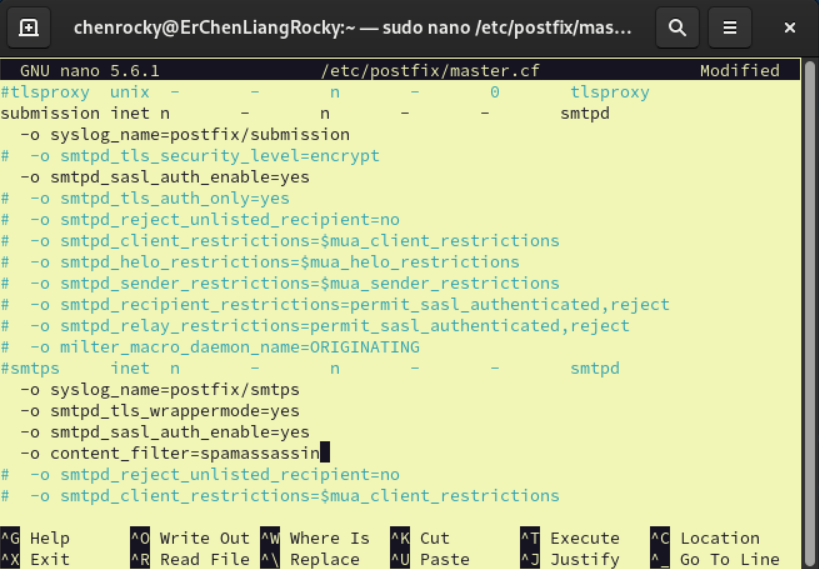 chenrocky@ErChenLiangRocky:~ — sudo nano /etc/postfix/mas...
GNU nano 5.6.1 /etc/postfix/master.cf Modified
#tlsproxy unix - - n - 0 tlsproxy
submission inet n - n - - smtpd
-o syslog_name=postfix/submission
# -o smtpd_tls_security_level=encrypt
-o smtpd_sasl_auth_enable=yes
# -o smtpd_tls_auth_only=yes
# -o smtpd_reject_unlisted_recipient=no
# -o smtpd_client_restrictions=$mua_client_restrictions
# -o smtpd_helo_restrictions=$mua_helo_restrictions
# -o smtpd_sender_restrictions=$mua_sender_restrictions
# -o smtpd_recipient_restrictions=permit_sasl_authenticated,reject
# -o smtpd_relay_restrictions=permit_sasl_authenticated,reject
# -o milter_macro_daemon_name=ORIGINATING
#smtps inet n - n - - smtpd
-o syslog_name=postfix/smtps
-o smtpd_tls_wrappermode=yes
-o smtpd_sasl_auth_enable=yes
-o content_filter=spamassassin
# -o smtpd_reject_unlisted_recipient=no
# -o smtpd_client_restrictions=$mua_client_restrictions
^G Help ^O Write Out ^W Where Is ^K Cut ^T Execute ^C Location
^X Exit ^R Read File ^\ Replace ^U Paste ^J Justify ^_ Go To Line